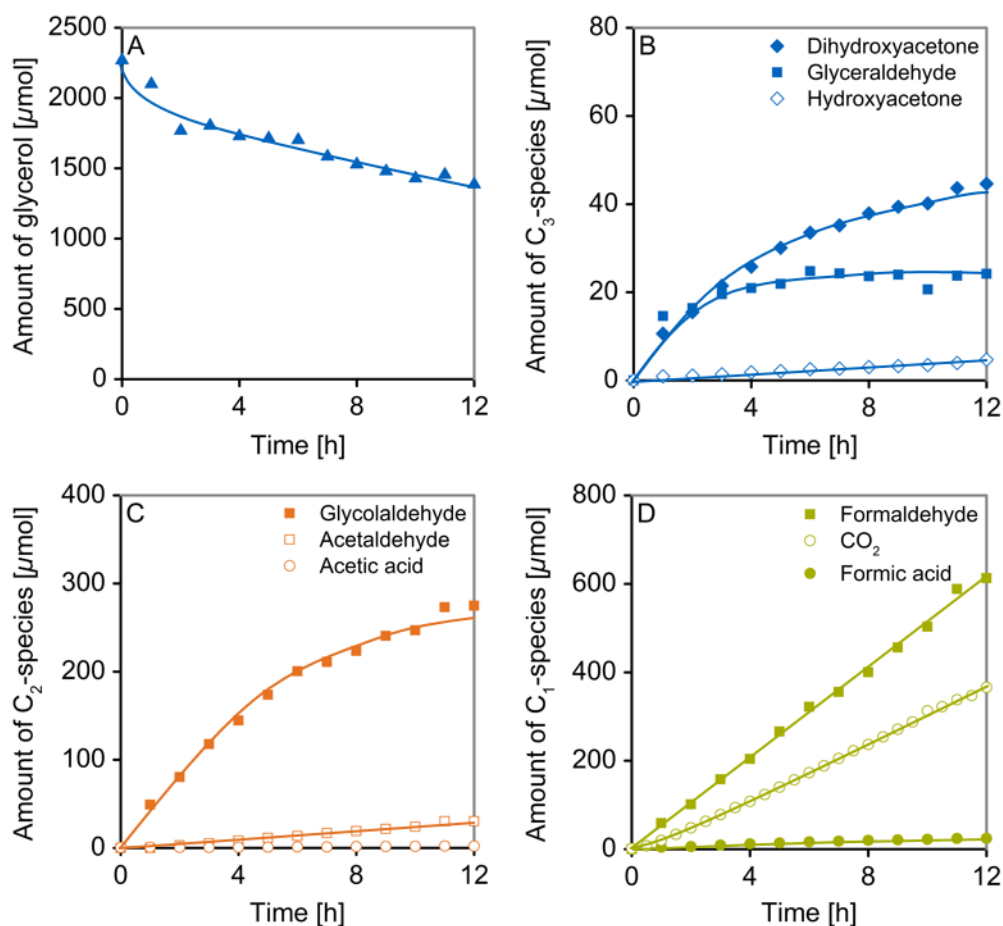 A
Amount of glycerol [µmol]
2500
2000
1500
1000
500
0
0 4 8 12
Time [h]
B
Dihydroxyacetone
Glyceraldehyde
Hydroxyacetone
Amount of C₃-species [µmol]
80
60
40
20
0
0 4 8 12
Time [h]
C
Glycolaldehyde
Acetaldehyde
Acetic acid
Amount of C₂-species [µmol]
400
300
200
100
0
0 4 8 12
Time [h]
D
Formaldehyde
CO₂
Formic acid
Amount of C₁-species [µmol]
800
600
400
200
0
0 4 8 12
Time [h]